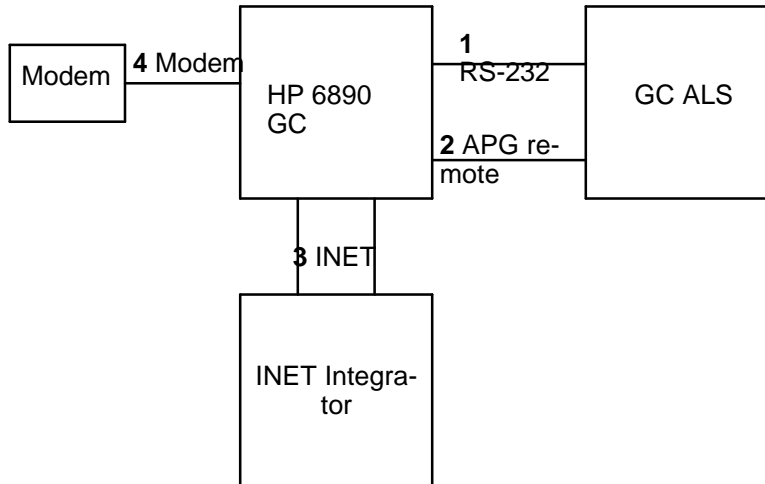 Modem
4 Modem
HP 6890
GC
1
RS-232
GC ALS
2 APG re-
mote
3 INET
INET Integra-
tor